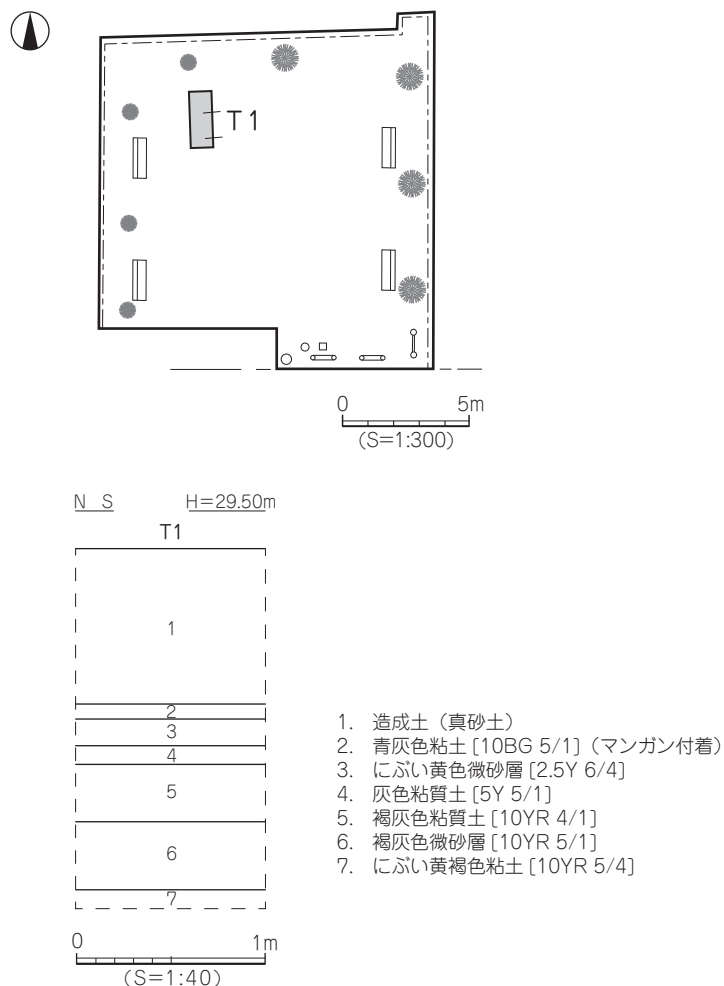 T1
0 5m
(S=1:300)
N S H=29.50m
T1
1
2
3
4
5
6
7
1. 造成土（真砂土）
2. 青灰色粘土 [10BG 5/1]（マンガン付着）
3. にぶい黄色微砂層 [2.5Y 6/4]
4. 灰色粘質土 [5Y 5/1]
5. 褐灰色粘質土 [10YR 4/1]
6. 褐灰色微砂層 [10YR 5/1]
7. にぶい黄褐色粘土 [10YR 5/4]
0 1m
(S=1:40)